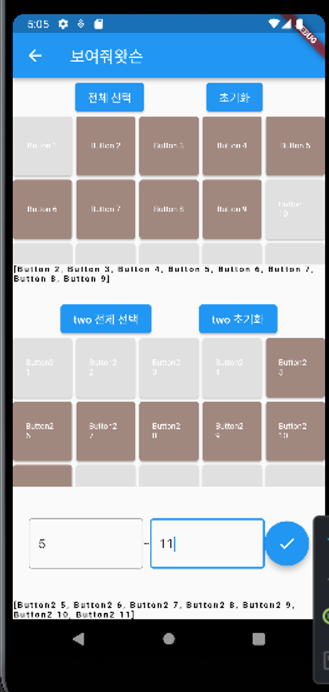 5:05
보여줘왓슨
전체 선택 초기화
Button 1 Button 2 Button 3 Button 4 Button 5
Button 6 Button 7 Button 8 Button 9 Button 10
[Button 2, Button 3, Button 4, Button 5, Button 6, Button 7,
Button 8, Button 9]
two 전체 선택 two 초기화
Button2 1 Button2 2 Button2 3 Button2 4 Button2 5
Button2 6 Button2 7 Button2 8 Button2 9 Button2 10
5 ~ 11
[Button2 5, Button2 6, Button2 7, Button2 8, Button2 9,
Button2 10, Button2 11]